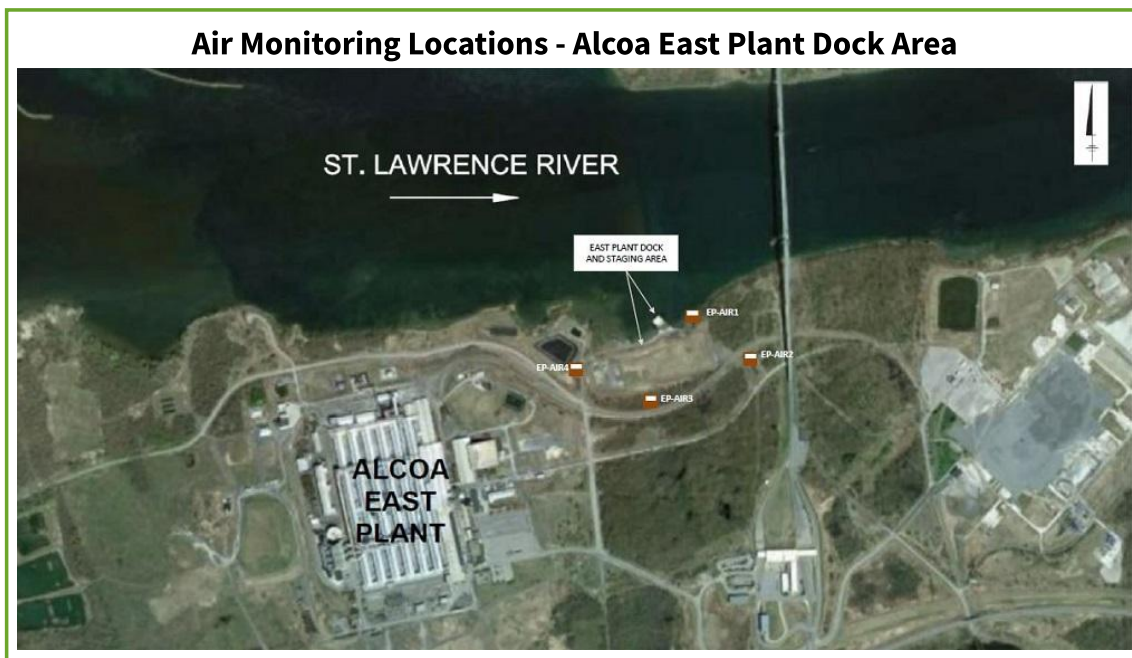 Air Monitoring Locations - Alcoa East Plant Dock Area
ST. LAWRENCE RIVER
EAST PLANT DOCK
AND STAGING AREA
EP-AIR1
EP-AIR2
EP-AIR4
EP-AIR3
ALCOA
EAST
PLANT